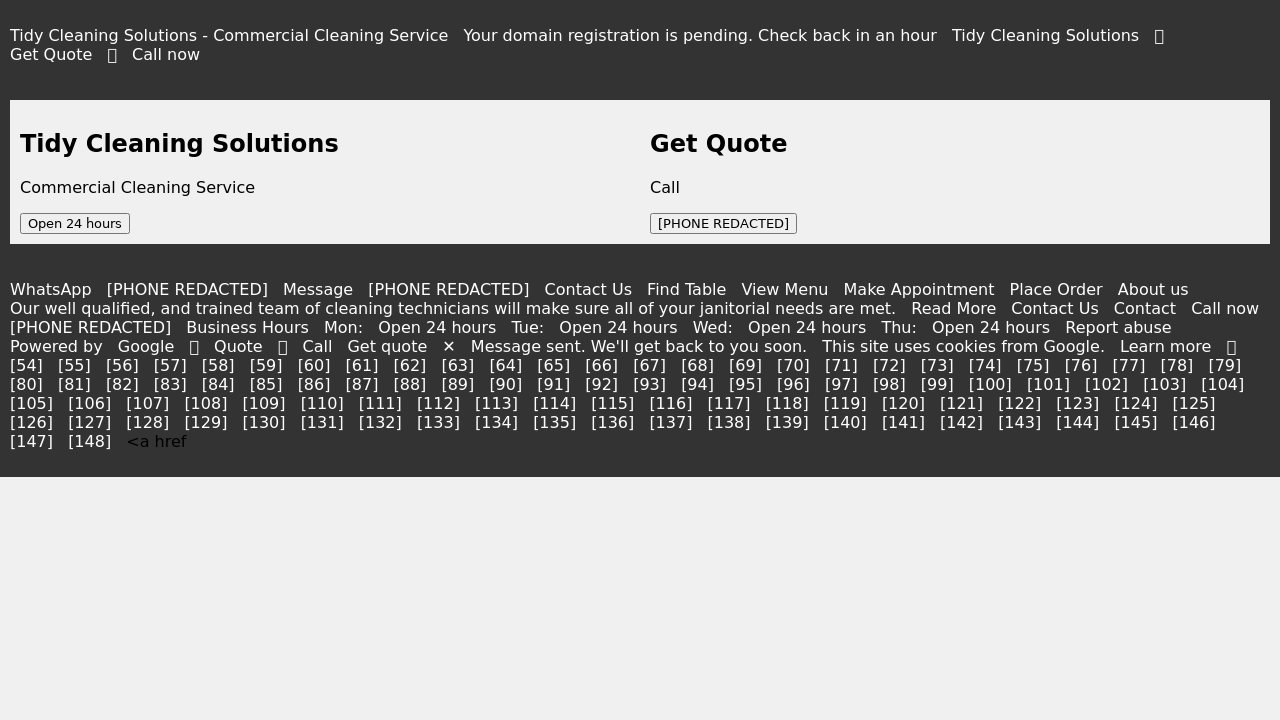 Tidy Cleaning Solutions - Commercial Cleaning Service Your domain registration is pending. Check back in an hour Tidy Cleaning Solutions
Get Quote Call now
Tidy Cleaning Solutions
Commercial Cleaning Service
Open 24 hours
Get Quote
Call
[PHONE REDACTED]
WhatsApp [PHONE REDACTED] Message [PHONE REDACTED] Contact Us Find Table View Menu Make Appointment Place Order About us
Our well qualified, and trained team of cleaning technicians will make sure all of your janitorial needs are met. Read More Contact Us Contact Call now
[PHONE REDACTED] Business Hours Mon: Open 24 hours Tue: Open 24 hours Wed: Open 24 hours Thu: Open 24 hours Report abuse
Powered by Google Quote Call Get quote ✕ Message sent. We'll get back to you soon. This site uses cookies from Google. Learn more
[54] [55] [56] [57] [58] [59] [60] [61] [62] [63] [64] [65] [66] [67] [68] [69] [70] [71] [72] [73] [74] [75] [76] [77] [78] [79]
[80] [81] [82] [83] [84] [85] [86] [87] [88] [89] [90] [91] [92] [93] [94] [95] [96] [97] [98] [99] [100] [101] [102] [103] [104]
[105] [106] [107] [108] [109] [110] [111] [112] [113] [114] [115] [116] [117] [118] [119] [120] [121] [122] [123] [124] [125]
[126] [127] [128] [129] [130] [131] [132] [133] [134] [135] [136] [137] [138] [139] [140] [141] [142] [143] [144] [145] [146]
[147] [148] <a href